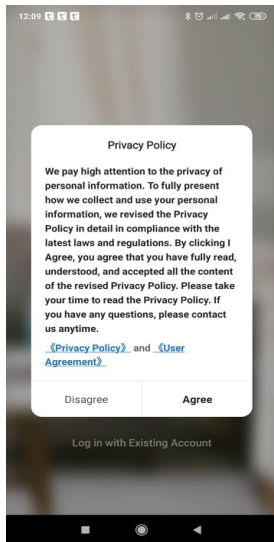 12:09
Privacy Policy
We pay high attention to the privacy of
personal information. To fully present
how we collect and use your personal
information, we revised the Privacy
Policy in detail in compliance with the
latest laws and regulations. By clicking I
Agree, you agree that you have fully read,
understood, and accepted all the content
of the revised Privacy Policy. Please take
your time to read the Privacy Policy. If
you have any questions, please contact
us anytime.
《Privacy Policy》 and 《User
Agreement》
Disagree Agree
Log in with Existing Account